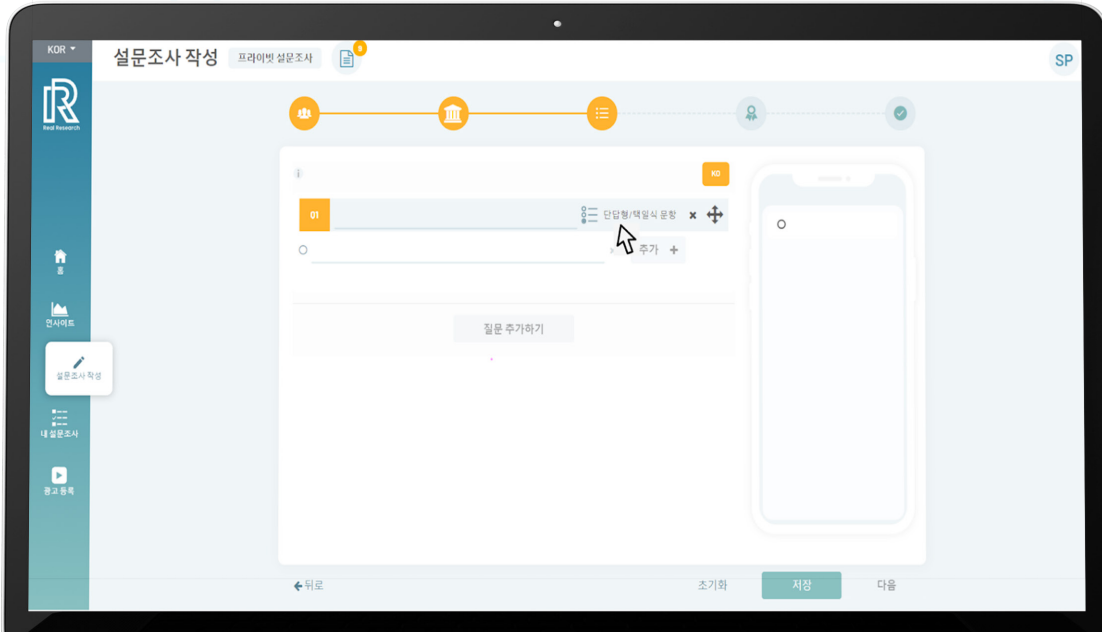 KOR
설문조사 작성
프라이빗 설문조사
9
SP
Real Research
i
KO
01
단답형/택일식 문항
추가
홈
인사이트
질문 추가하기
설문조사 작성
내 설문조사
광고 등록
뒤로
초기화
저장
다음